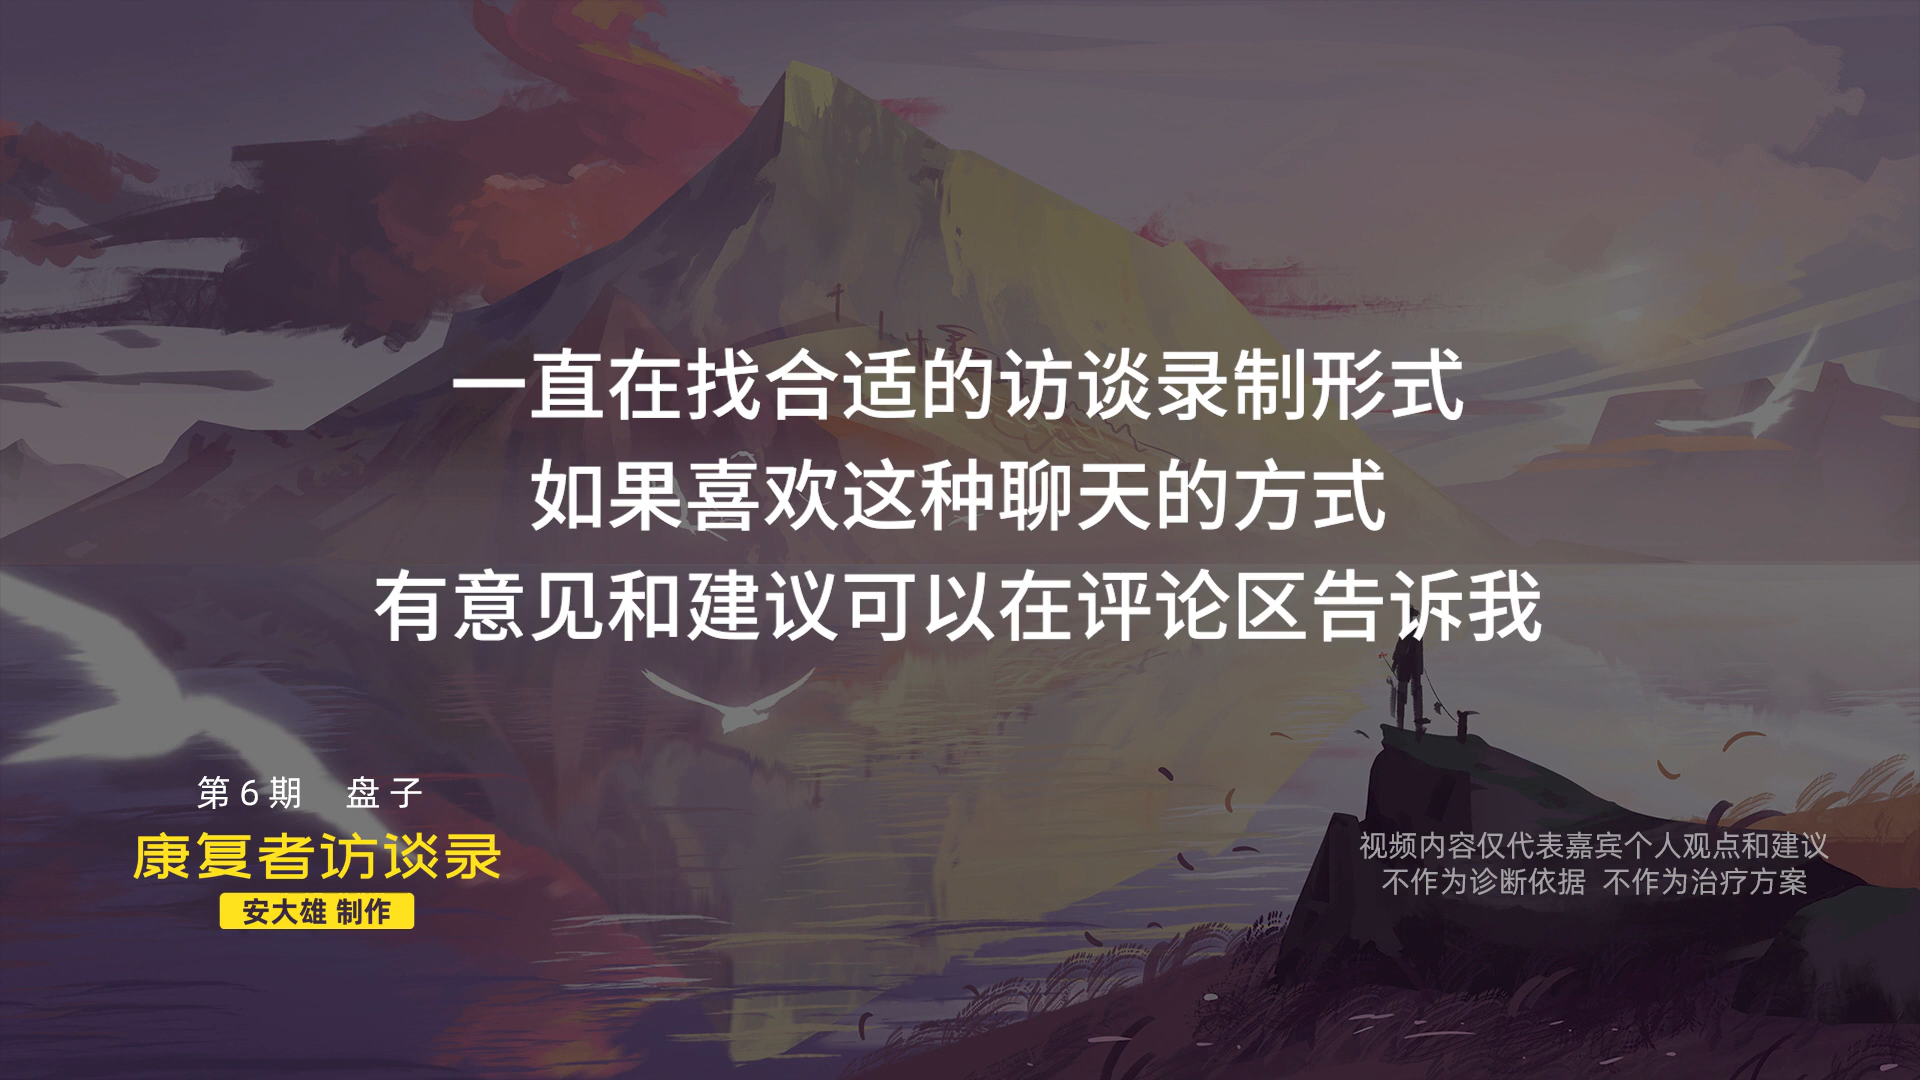 一直在找合适的访谈录制形式
如果喜欢这种聊天的方式
有意见和建议可以在评论区告诉我
第6期 盘子
康复者访谈录
安大雄 制作
视频内容仅代表嘉宾个人观点和建议
不作为诊断依据 不作为治疗方案